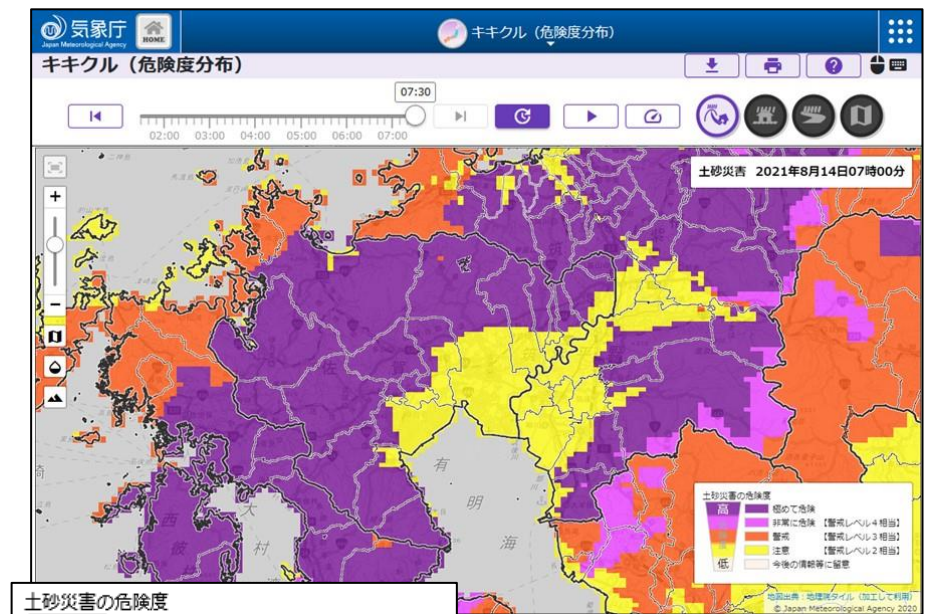 気象庁
Japan Meteorological Agency
HOME
キキクル（危険度分布）
キキクル（危険度分布）
07:30
02:00 03:00 04:00 05:00 06:00 07:00
土砂災害 2021年8月14日07時00分
佐
筑
有
明
海
大
村
西
彼
崎
土砂災害の危険度
高
極めて危険
非常に危険 【警戒レベル4相当】
警戒 【警戒レベル3相当】
注意 【警戒レベル2相当】
低
今後の情報等に留意
地図出典：地理院タイル（加工して利用）
© Japan Meteorological Agency 2020
土砂災害の危険度